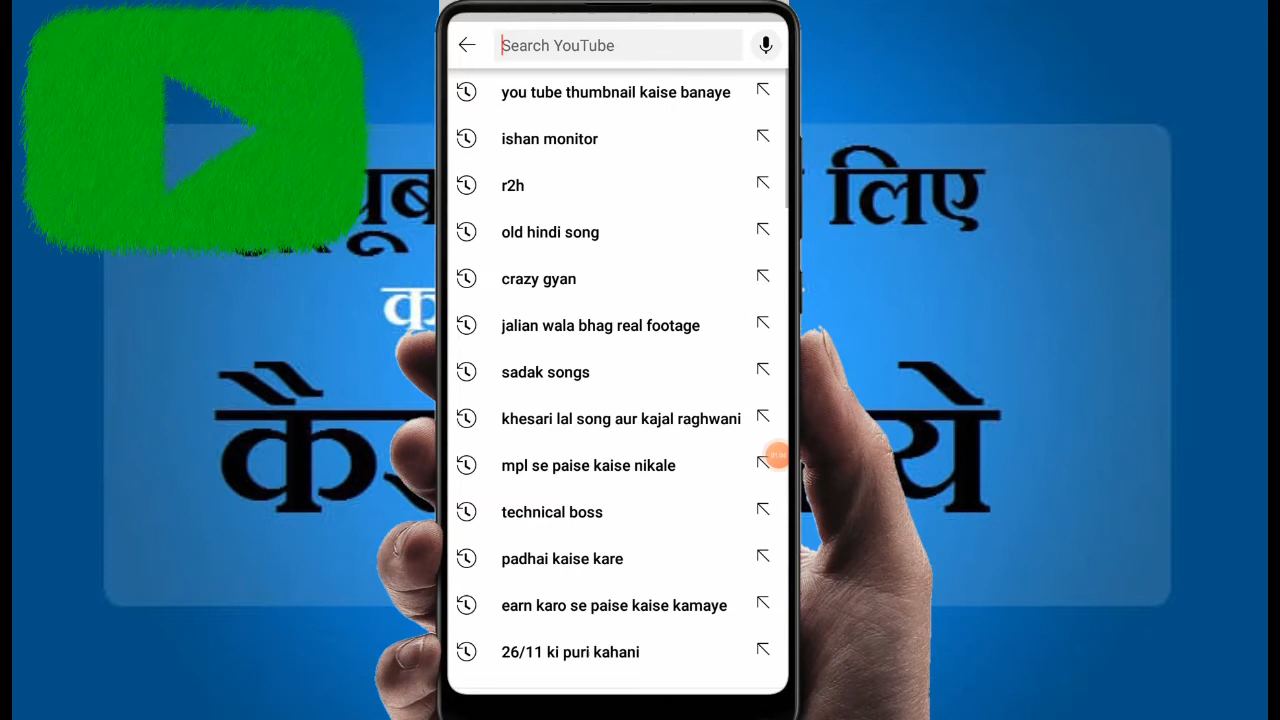 Search YouTube
you tube thumbnail kaise banaye
ishan monitor
r2h
old hindi song
crazy gyan
jalian wala bhag real footage
sadak songs
khesari lal song aur kajal raghwani
mpl se paise kaise nikale
technical boss
padhai kaise kare
earn karo se paise kaise kamaye
26/11 ki puri kahani
लिए